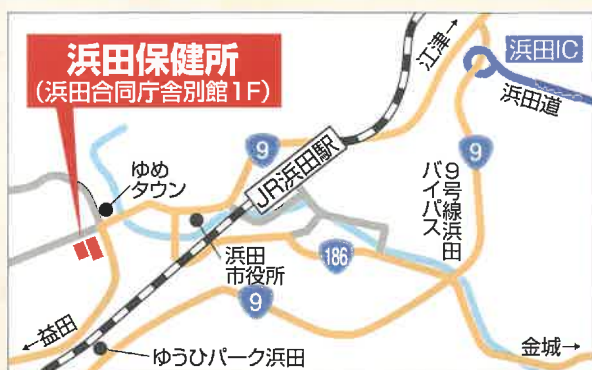 浜田保健所
(浜田合同庁舎別館1F)
江津→
浜田IC
浜田道
9
JR浜田駅
9
9号線浜田
バイパス
ゆめ
タウン
浜田
市役所
186
9
←益田
ゆうひパーク浜田
金城→